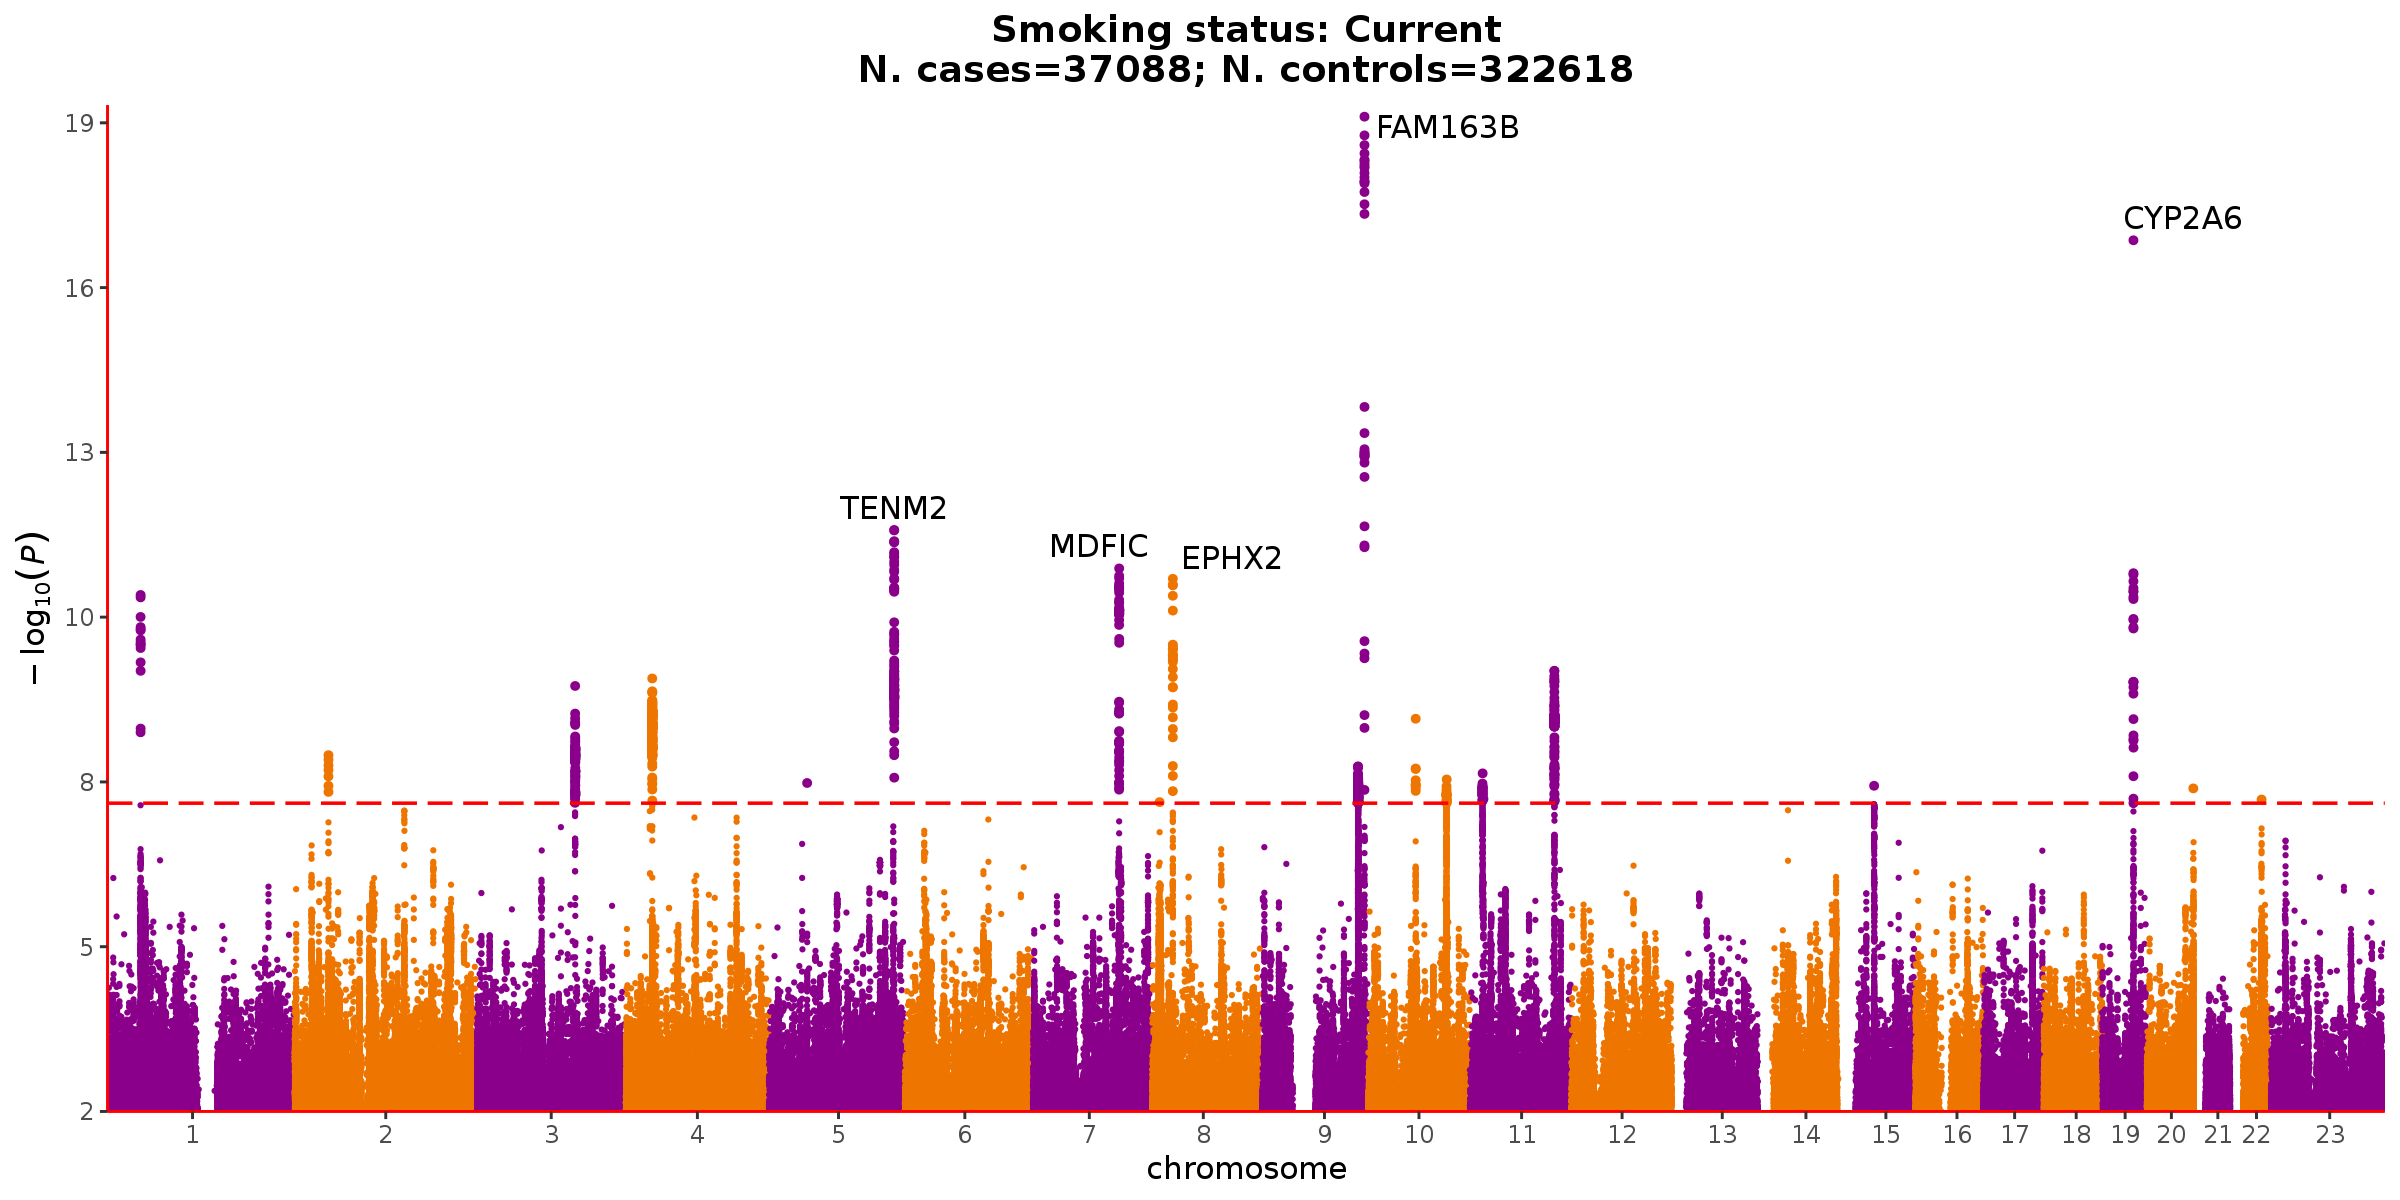 Smoking status: Current
N. cases=37088; N. controls=322618
19
FAM163B
CYP2A6
16
13
TENM2
MDFIC
EPHX2
10
8
5
2
−log10(P)
1 2 3 4 5 6 7 8 9 10 11 12 13 14 15 16 17 18 19 20 21 22 23
chromosome